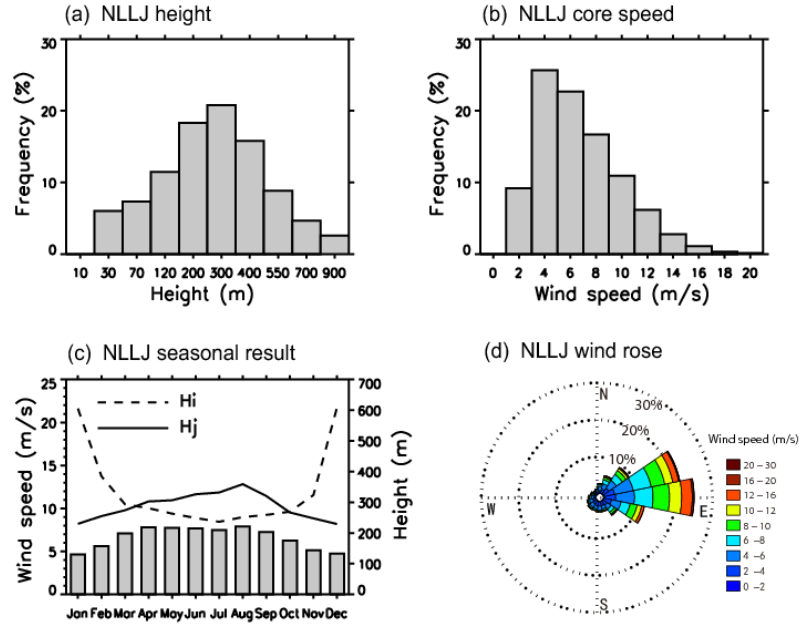 (a) NLLJ height
30
20
10
0
Frequency (%)
10 30 70 120 200 300 400 550 700 900
Height (m)
(b) NLLJ core speed
30
20
10
0
Frequency (%)
0 2 4 6 8 10 12 14 16 18 20
Wind speed (m/s)
(c) NLLJ seasonal result
25
20
15
10
5
0
Wind speed (m/s)
Hi
Hj
700
600
500
400
300
200
100
0
Height (m)
Jan Feb Mar Apr May Jun Jul Aug Sep Oct Nov Dec
(d) NLLJ wind rose
N
30%
20%
10%
W
E
S
Wind speed (m/s)
20 – 30
16 – 20
12 – 16
10 – 12
8 – 10
6 – 8
4 – 6
2 – 4
0 – 2